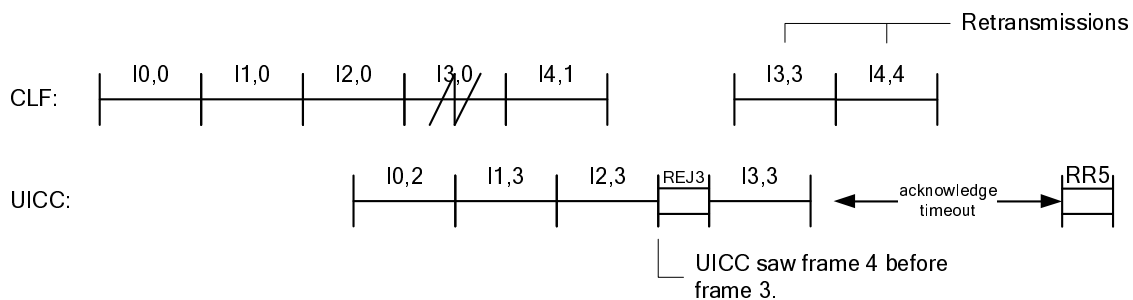 Retransmissions
CLF: I0,0 I1,0 I2,0 I3,0 I4,1 I3,3 I4,4
UICC: I0,2 I1,3 I2,3 REJ3 I3,3 acknowledge timeout RR5
UICC saw frame 4 before
frame 3.